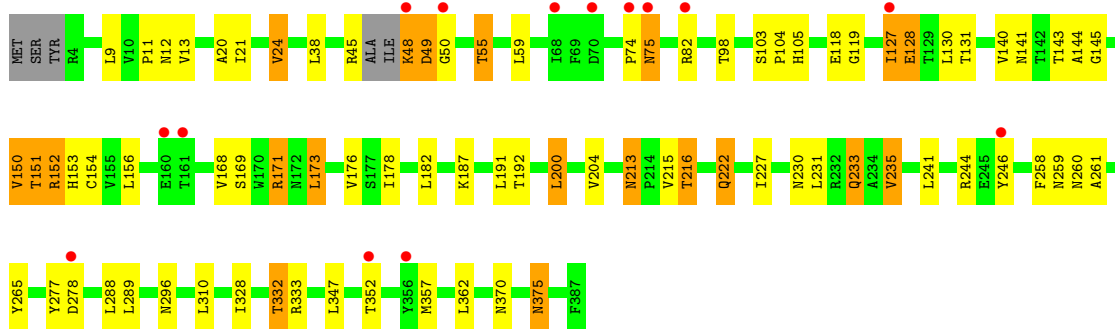 MET SER TYR R4 L9 V10 P11 N12 V13 A20 I21 V24 L38 R45 ALA ILE K48 D49 G50 T55 L59 I68 F69 D70 P74 N75 R82 T98 S103 P104 H105 E118 G119 I127 E128 T129 L130 T131 V140 N141 T142 T143 A144 G145
V150 T151 R152 H153 C154 V155 L156 E160 T161 V168 S169 W170 R171 N172 L173 V176 S177 I178 L182 K187 L191 T192 L200 V204 N213 P214 V215 T216 Q222 I227 N230 L231 R232 Q233 A234 V235 L241 R244 E245 Y246 F258 N259 N260 A261
Y265 Y277 D278 L288 L289 N296 L310 I328 T332 R333 L347 T352 Y356 M357 L362 N370 N375 F387